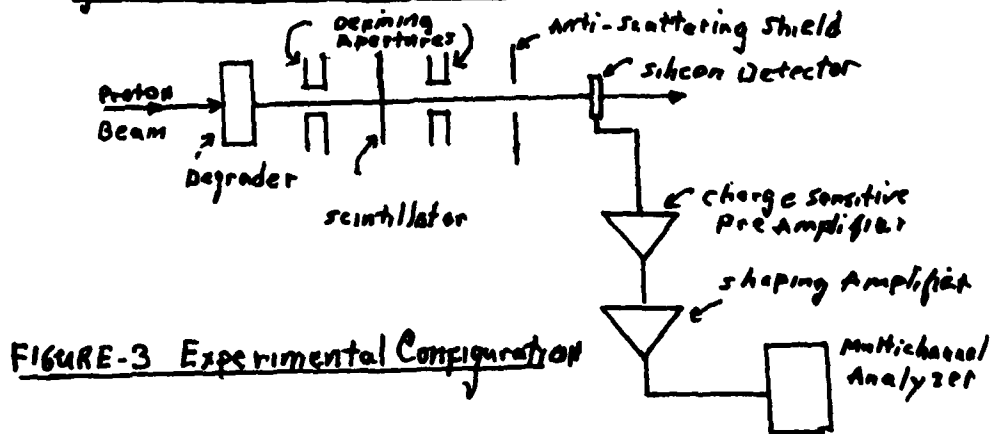 Defining
Apertures
Anti-scattering Shield
silicon Detector
Proton
Beam
Degrader
scintillator
charge sensitive
Pre Amplifier
shaping Amplifier
FIGURE-3 Experimental Configuration
Multichannel
Analyzer